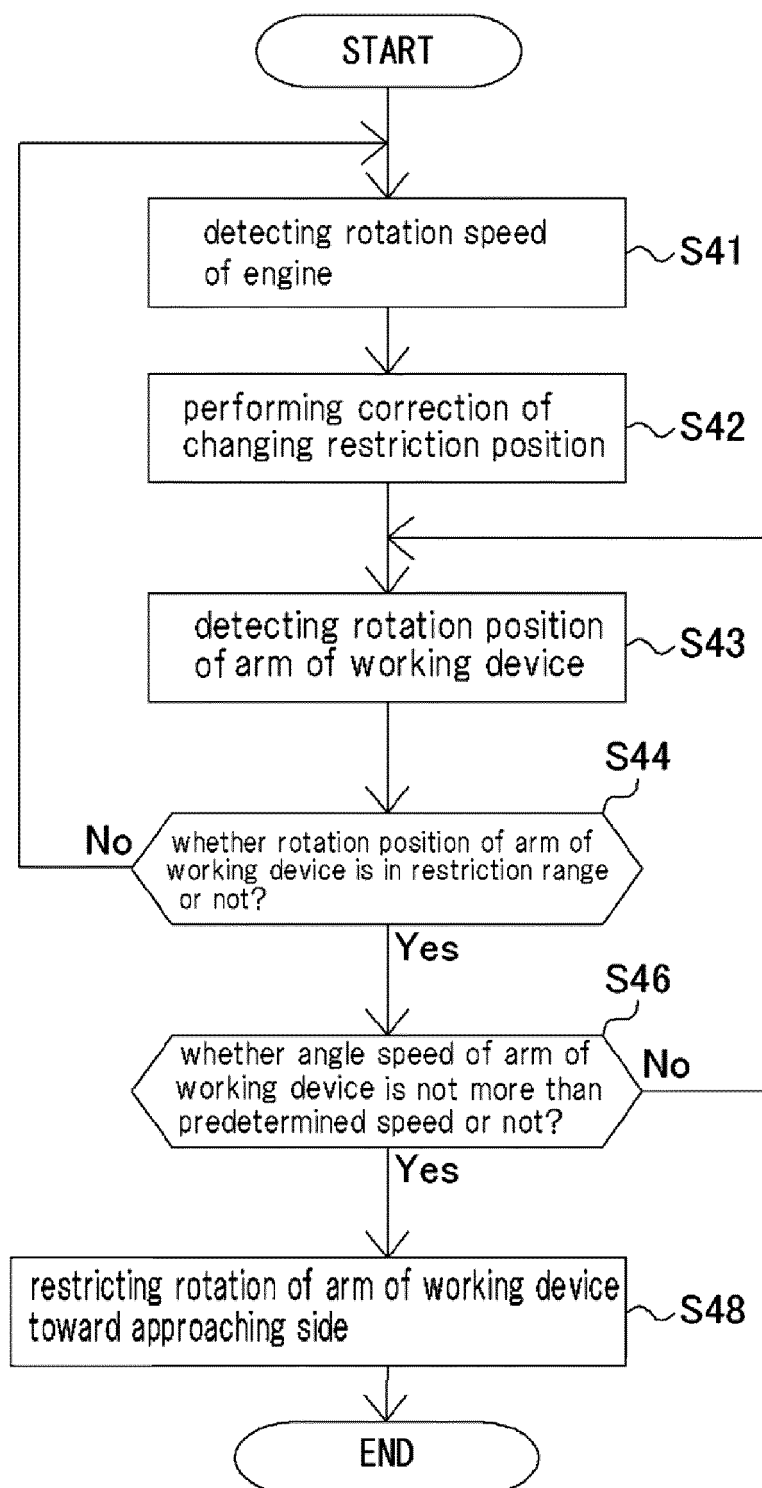 START
detecting rotation speed
of engine
S41
performing correction of
changing restriction position
S42
detecting rotation position
of arm of working device
S43
S44
No
whether rotation position of arm of
working device is in restriction range
or not?
Yes
S46
whether angle speed of arm of
working device is not more than
predetermined speed or not?
No
Yes
restricting rotation of arm of working device
toward approaching side
S48
END